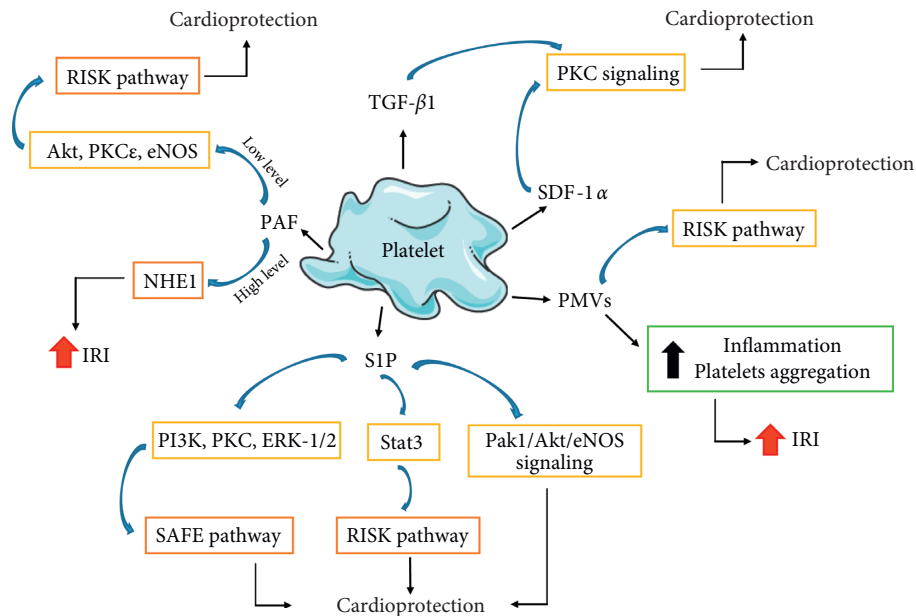 Cardioprotection
RISK pathway
Akt, PKCε, eNOS
Low level
PAF
High level
NHE1
IRI
Cardioprotection
PKC signaling
TGF-β1
SDF-1α
Platelet
Cardioprotection
RISK pathway
PMVs
Inflammation
Platelets aggregation
IRI
S1P
PI3K, PKC, ERK-1/2
Stat3
Pak1/Akt/eNOS
signaling
SAFE pathway
RISK pathway
Cardioprotection